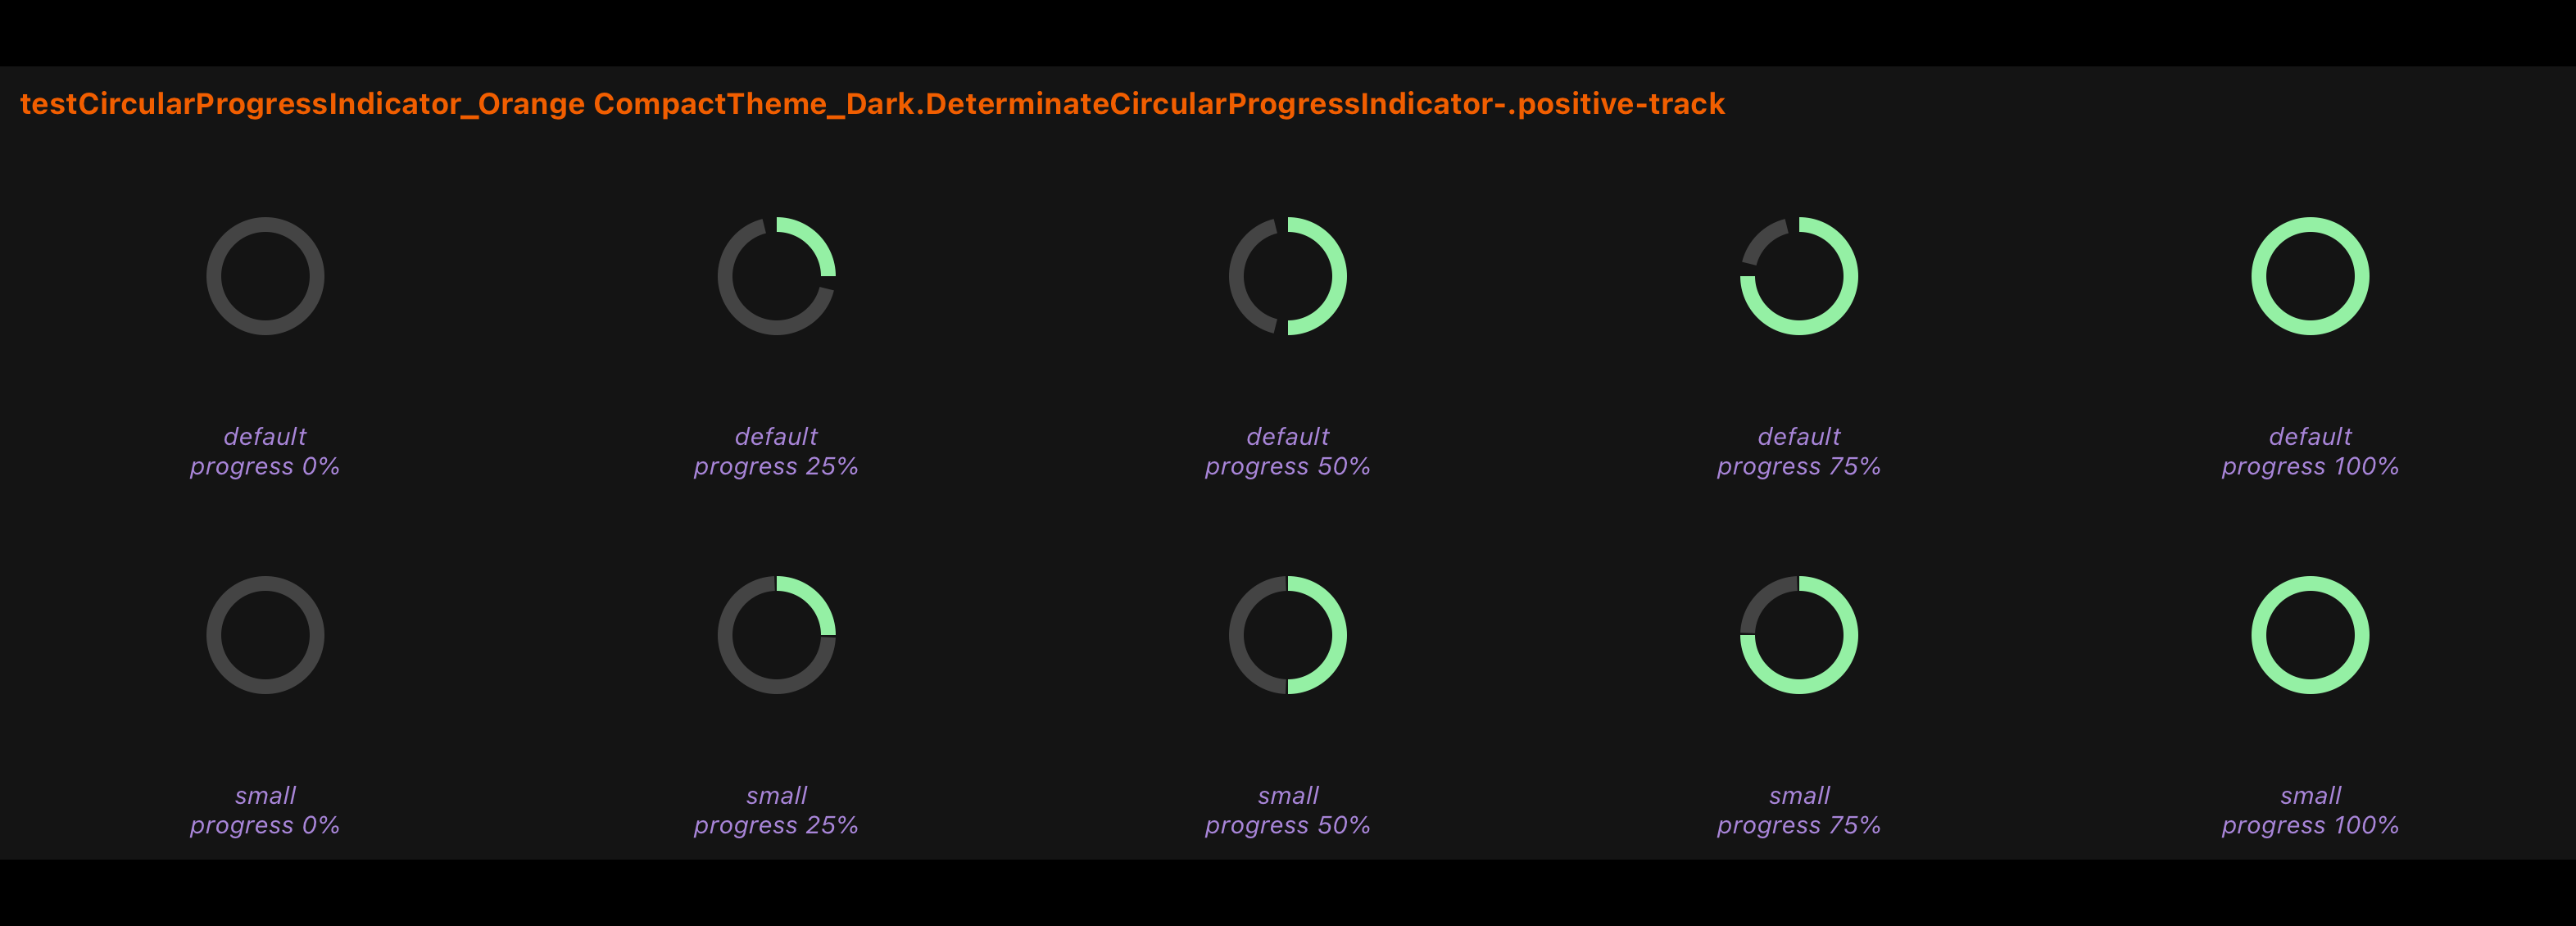 testCircularProgressIndicator_Orange CompactTheme_Dark.DeterminateCircularProgressIndicator-.positive-track
default
progress 0%
default
progress 25%
default
progress 50%
default
progress 75%
default
progress 100%
small
progress 0%
small
progress 25%
small
progress 50%
small
progress 75%
small
progress 100%